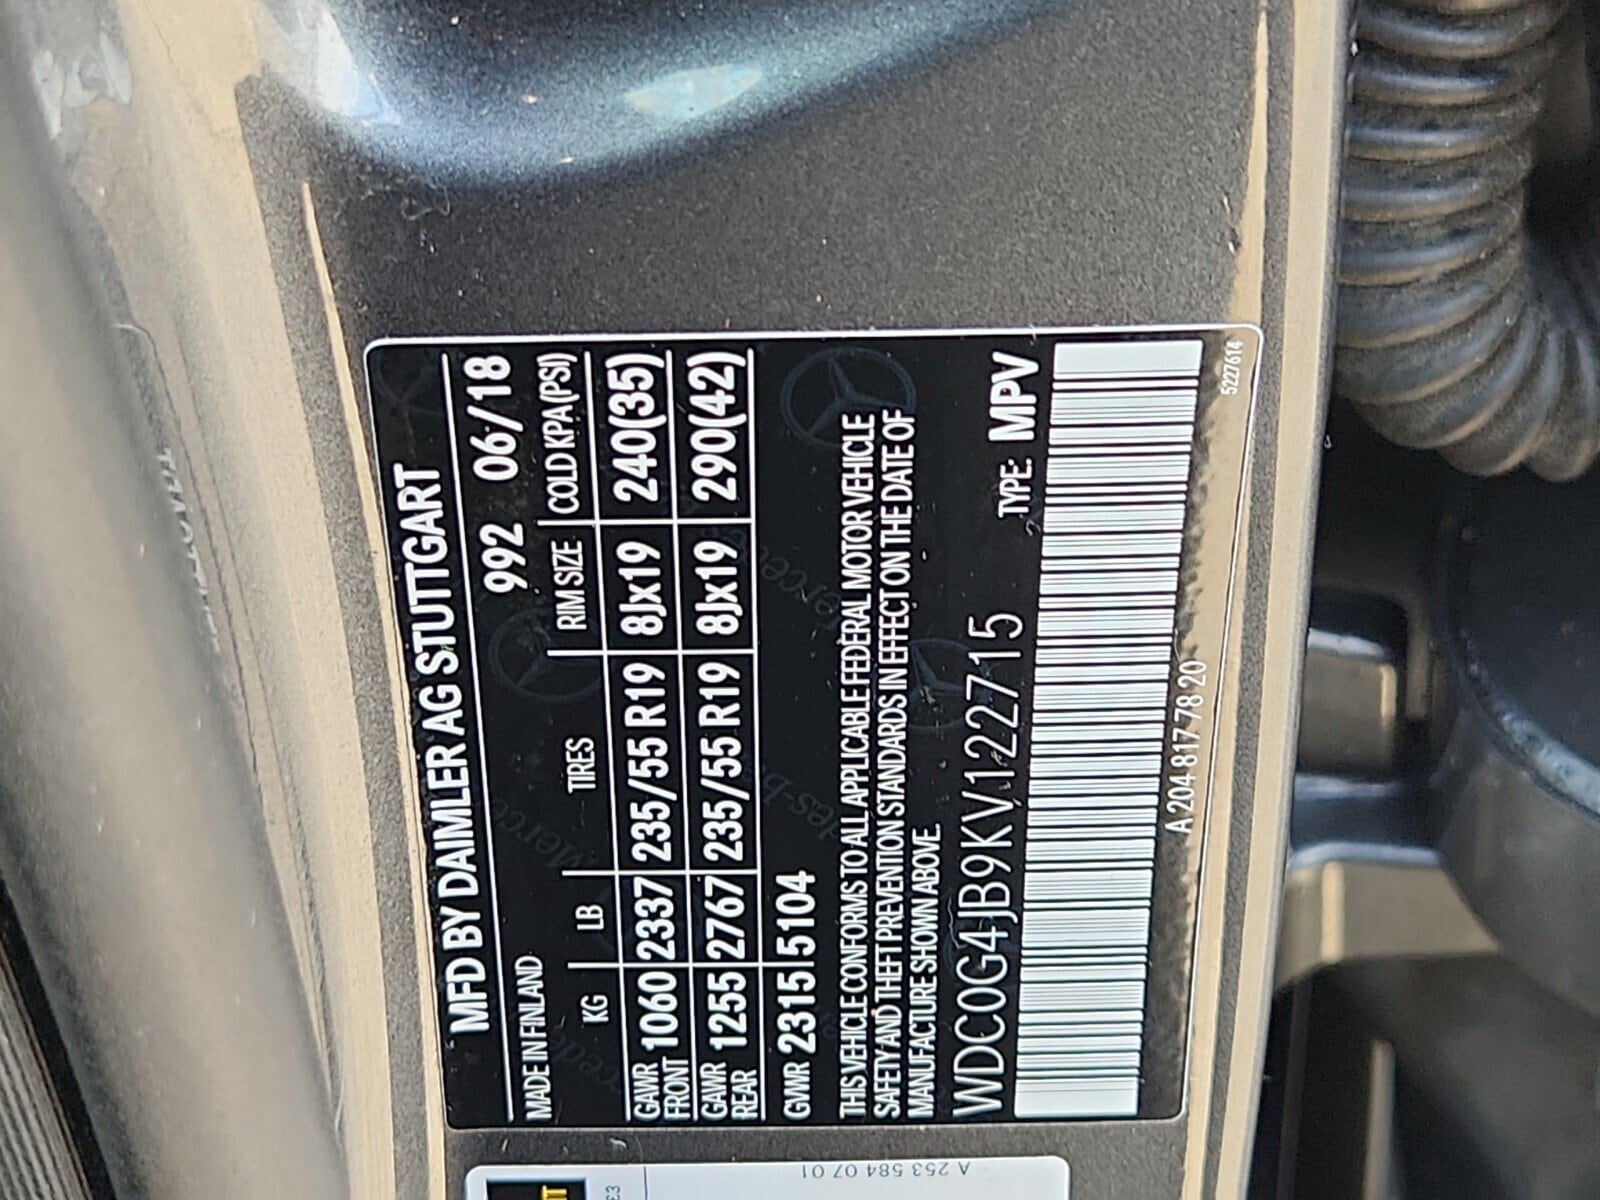 MFD BY DAIMLER AG STUTTGART
992 06/18
MADE IN FINLAND
KG LB TIRES RIM SIZE COLD KPA(PSI)
GAWR FRONT 1060 2337 235/55 R19 8Jx19 240(35)
GAWR REAR 1255 2767 235/55 R19 8Jx19 290(42)
GVWR 2315 5104
THIS VEHICLE CONFORMS TO ALL APPLICABLE FEDERAL MOTOR VEHICLE
SAFETY AND THEFT PREVENTION STANDARDS IN EFFECT ON THE DATE OF
MANUFACTURE SHOWN ABOVE.
WDC0G4JB9KV122715 TYPE: MPV
A 204 817 78 20
5227614
A 253 584 07 01